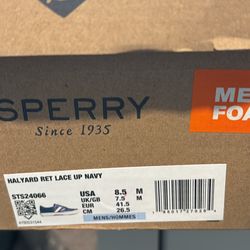 SPERRY
Since 1935
ME
FOA
HALYARD RET LACE UP NAVY
STS24066
USA 8.5 M
UK/GB 7.5 M
EUR 41.5
CM 26.5
MENS/HOMMES